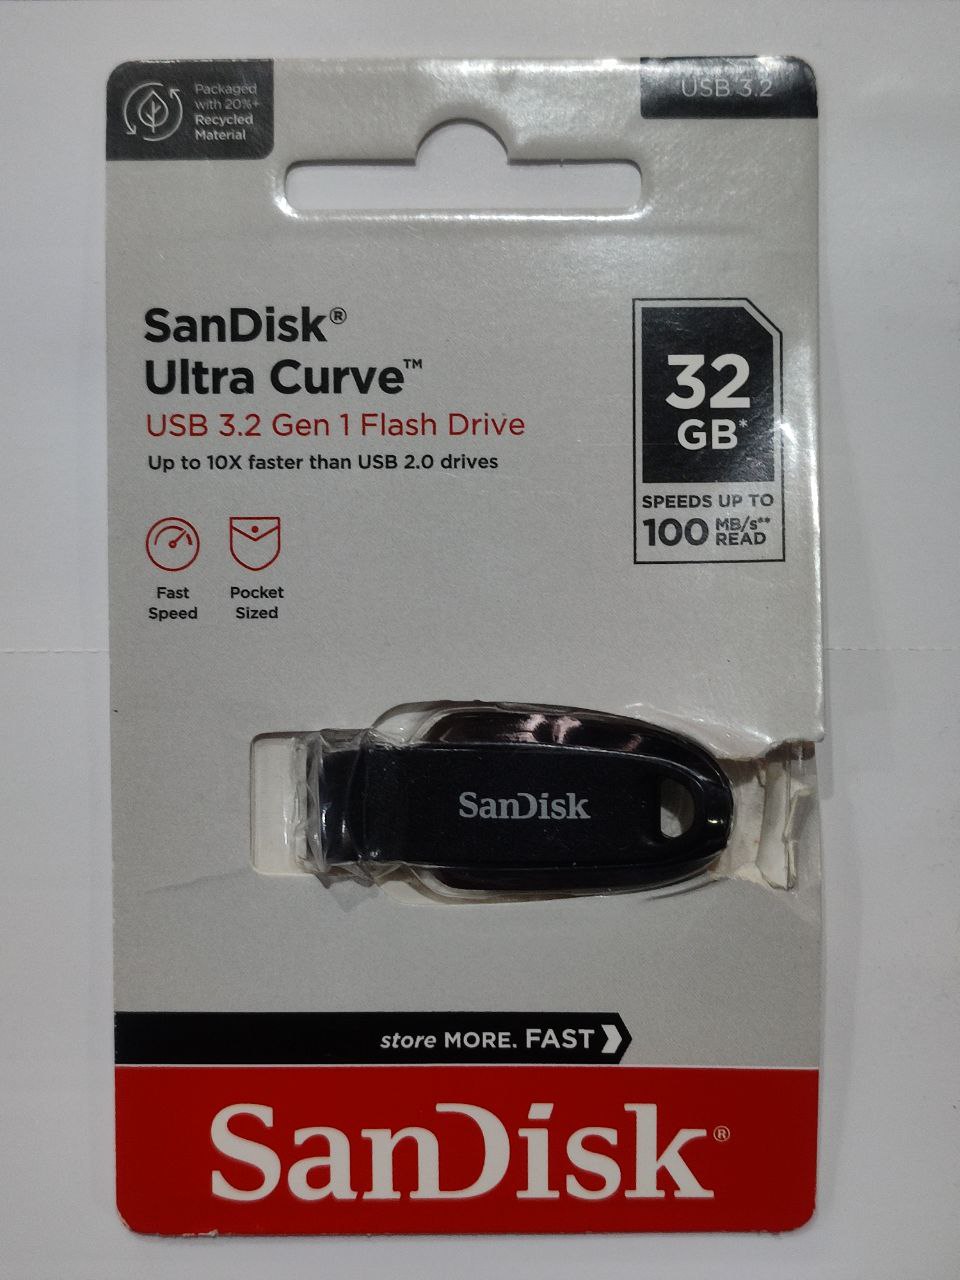 Packaged
with 20%+
Recycled
Material
USB 3.2
SanDisk®
Ultra Curve™
USB 3.2 Gen 1 Flash Drive
Up to 10X faster than USB 2.0 drives
32
GB*
SPEEDS UP TO
100 MB/s**
READ
Fast
Speed
Pocket
Sized
SanDisk
store MORE. FAST
SanDisk®